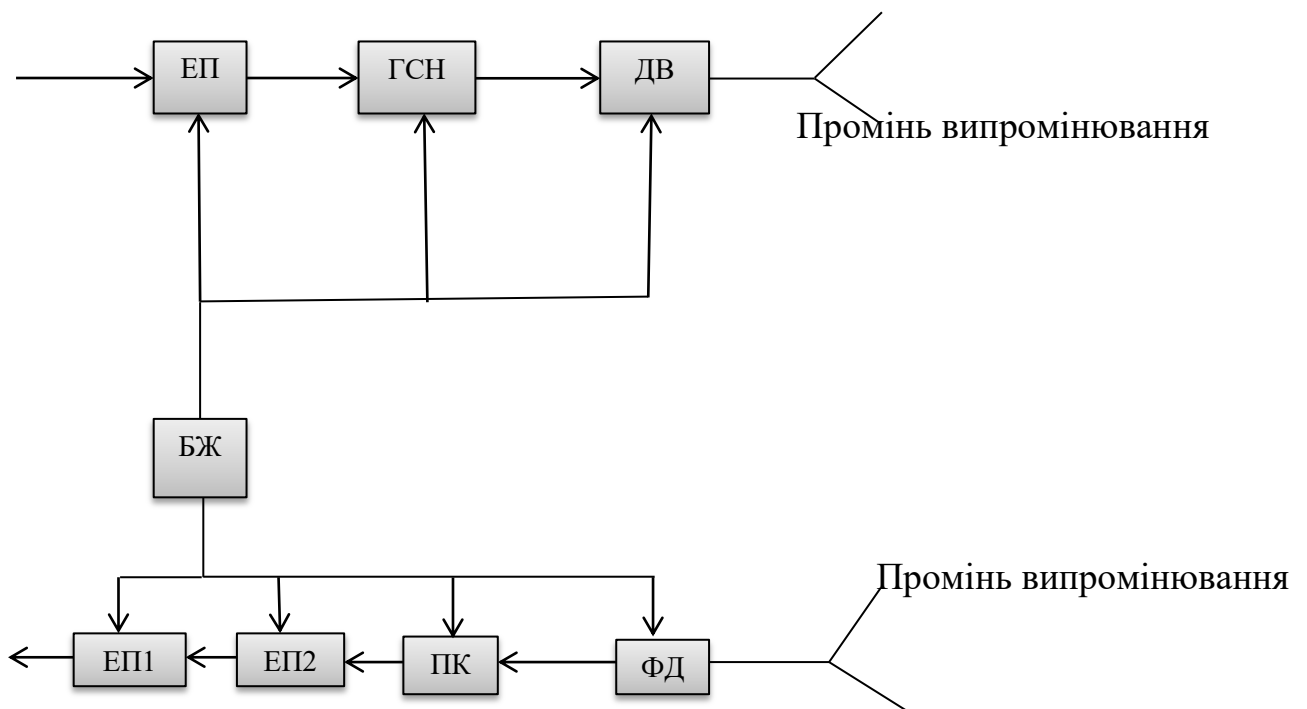 ЕП
ГСН
ДВ
Промінь випромінювання
БЖ
Промінь випромінювання
ЕП1
ЕП2
ПК
ФД